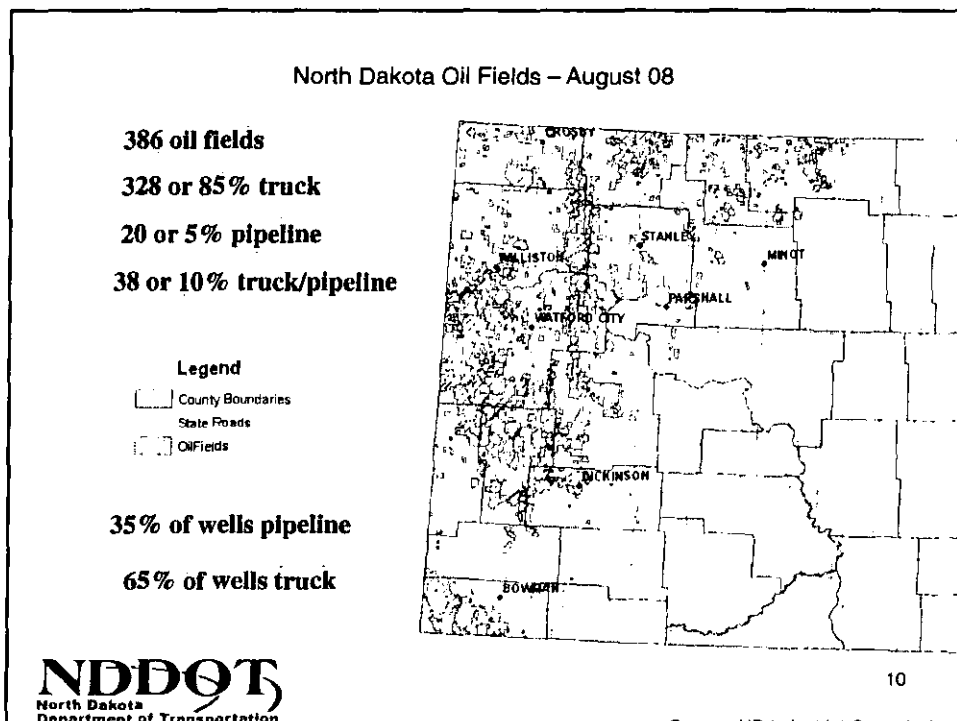 North Dakota Oil Fields – August 08
386 oil fields
328 or 85% truck
20 or 5% pipeline
38 or 10% truck/pipeline
Legend
County Boundaries
State Roads
OilFields
35% of wells pipeline
65% of wells truck
CROSBY
STANLEY
MINOT
WILLISTON
PARSHALL
WATFORD CITY
DICKINSON
BOWMAN
NDDOT
North Dakota
Department of Transportation
10